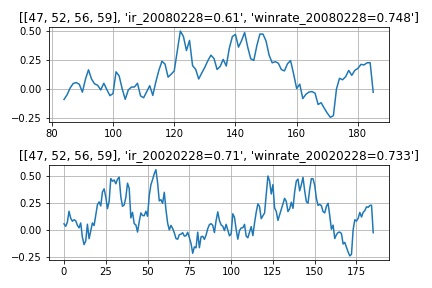 [[47, 52, 56, 59], 'ir_20080228=0.61', 'winrate_20080228=0.748']
0.50
0.25
0.00
−0.25
80 100 120 140 160 180
[[47, 52, 56, 59], 'ir_20020228=0.71', 'winrate_20020228=0.733']
0.50
0.25
0.00
−0.25
0 25 50 75 100 125 150 175